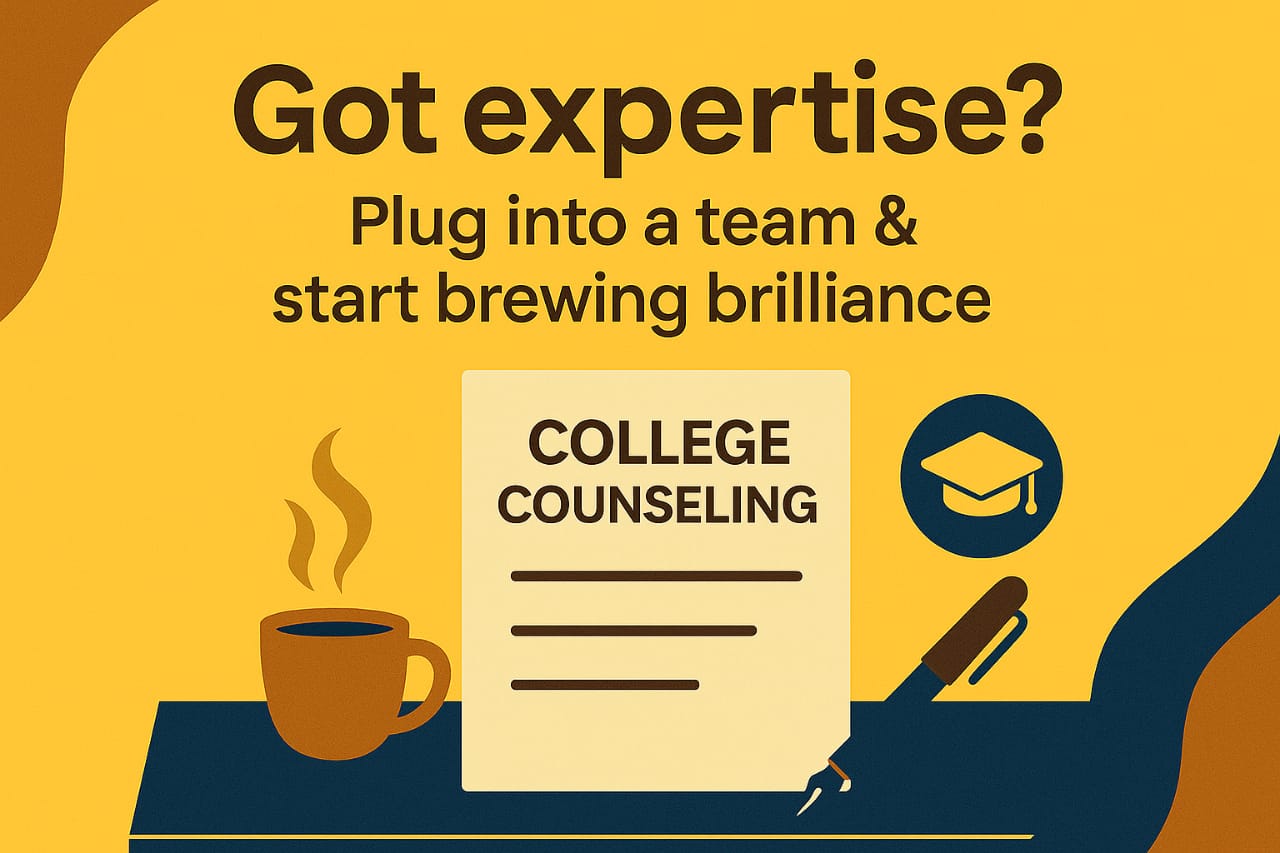 Got expertise?
Plug into a team &
start brewing brilliance
COLLEGE
COUNSELING